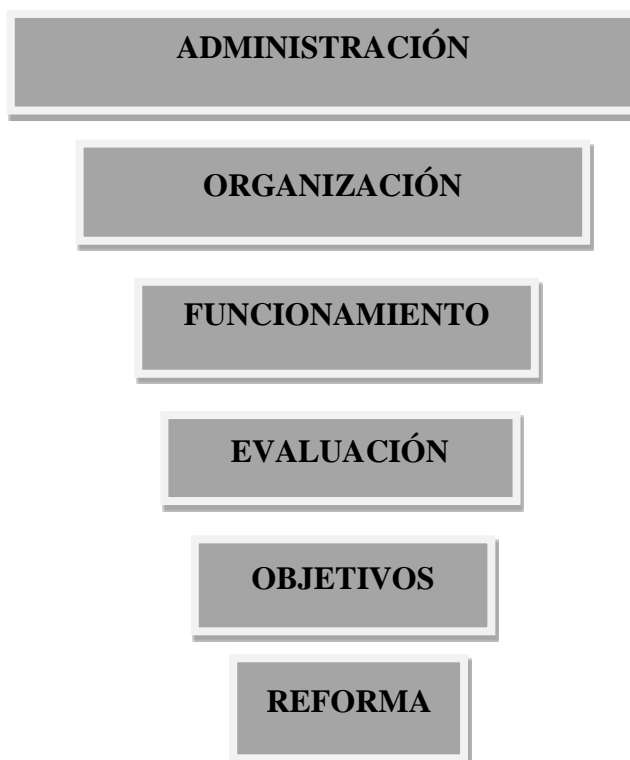 ADMINISTRACIÓN
ORGANIZACIÓN
FUNCIONAMIENTO
EVALUACIÓN
OBJETIVOS
REFORMA